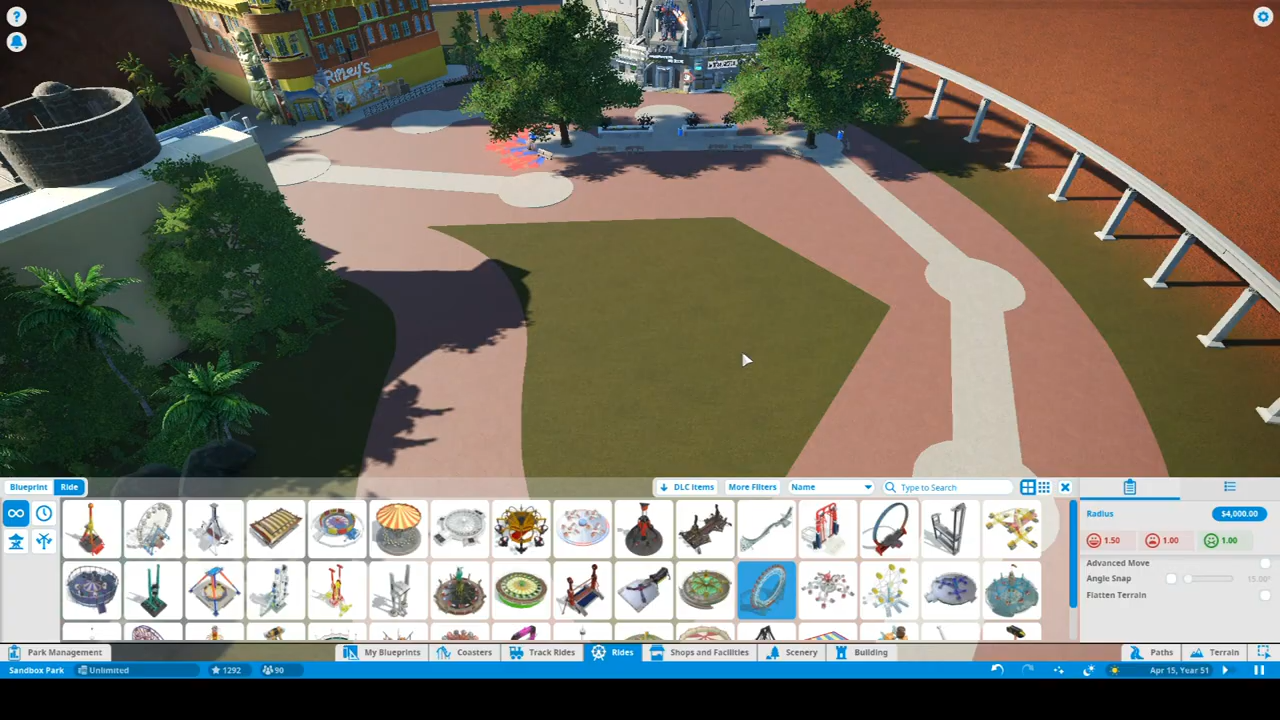 Ripley's
Blueprint
Ride
DLC Items
More Filters
Name
Type to Search
Radius
$4,000.00
1.50
1.00
1.00
Advanced Move
Angle Snap
15.00°
Flatten Terrain
Park Management
My Blueprints
Coasters
Track Rides
Rides
Shops and Facilities
Scenery
Building
Paths
Terrain
Sandbox Park
Unlimited
1292
90
Apr 15, Year 51